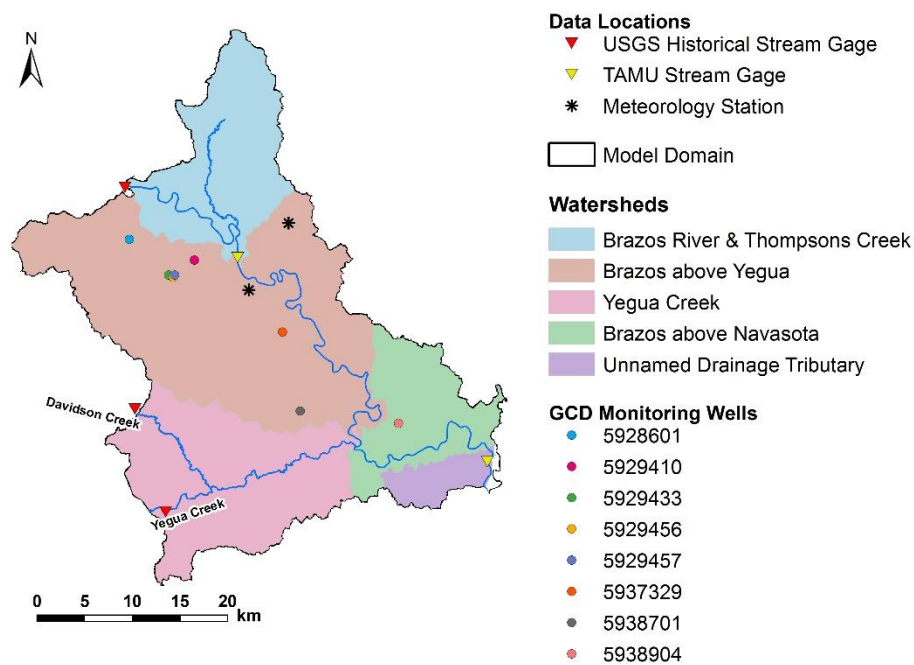 N
Davidson Creek
Yegua Creek
0 5 10 15 20
km
Data Locations
USGS Historical Stream Gage
TAMU Stream Gage
Meteorology Station
Model Domain
Watersheds
Brazos River & Thompsons Creek
Brazos above Yegua
Yegua Creek
Brazos above Navasota
Unnamed Drainage Tributary
GCD Monitoring Wells
5928601
5929410
5929433
5929456
5929457
5937329
5938701
5938904